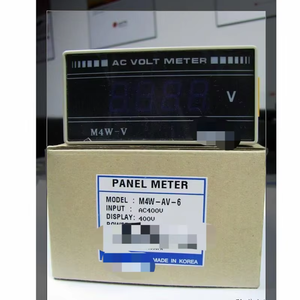 AC VOLT METER
V
M4W-V
PANEL METER
MODEL : M4W-AV-6
INPUT : AC400V
DISPLAY: 400V
MADE IN KOREA